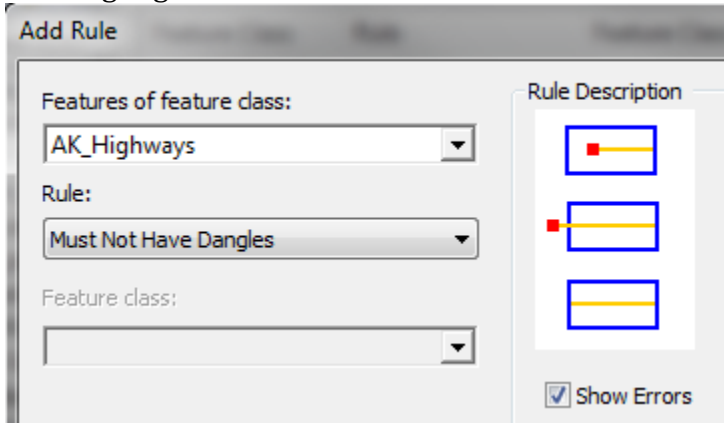 Add Rule
Features of feature class:
AK_Highways
Rule:
Must Not Have Dangles
Feature class:
Rule Description
Show Errors